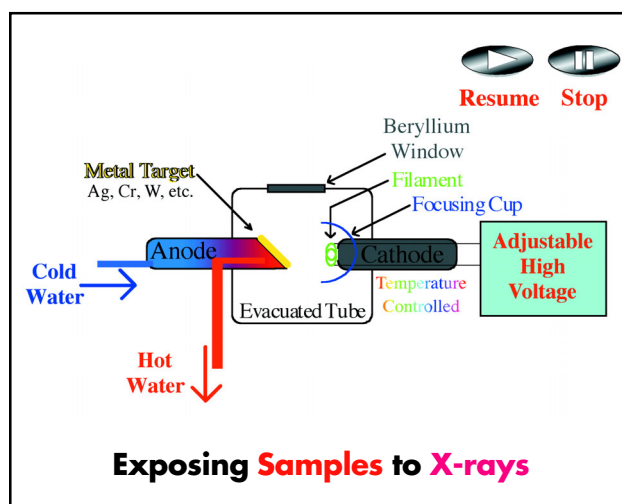 Resume Stop
Beryllium
Window
Metal Target
Ag, Cr, W, etc.
Filament
Focusing Cup
Anode
Cathode
Adjustable
High
Voltage
Cold
Water
Temperature
Controlled
Evacuated Tube
Hot
Water
Exposing Samples to X-rays